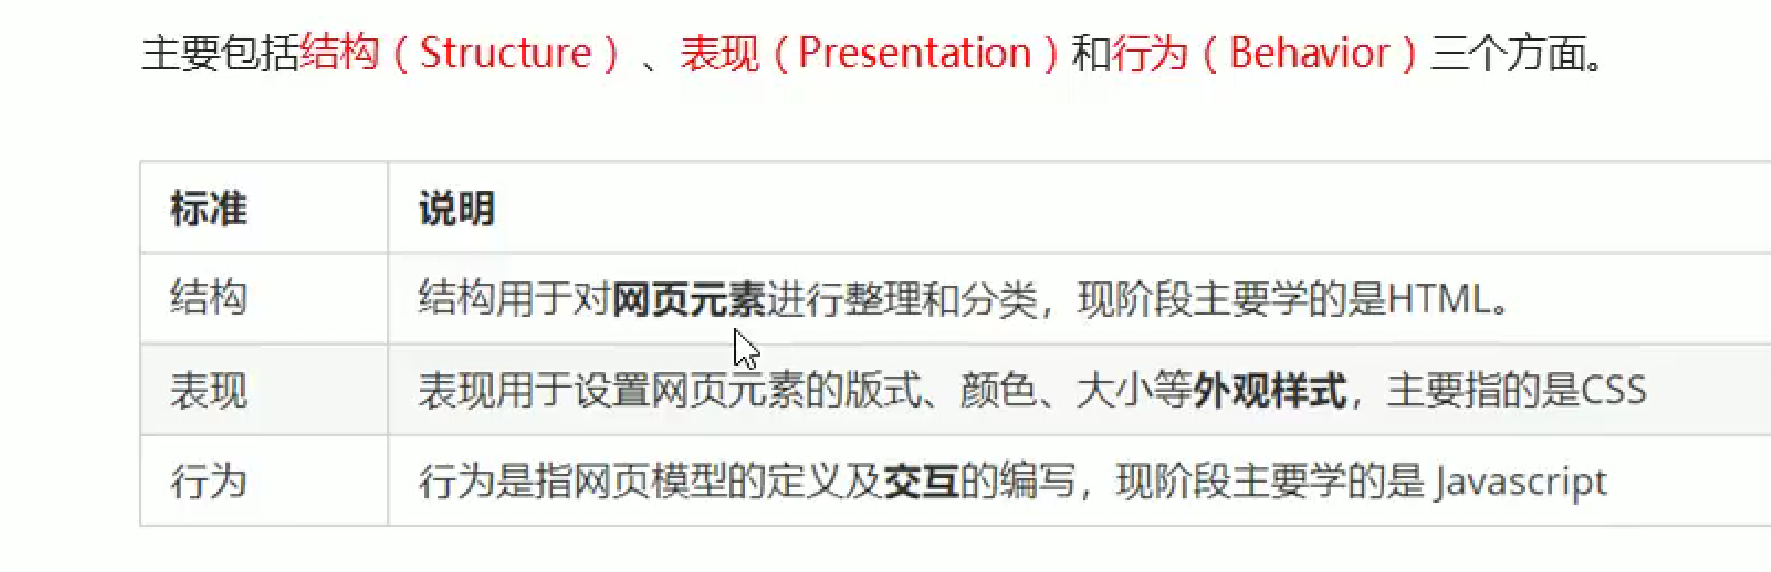 主要包括结构（Structure）、表现（Presentation）和行为（Behavior）三个方面。
标准 说明
结构 结构用于对网页元素进行整理和分类，现阶段主要学的是HTML。
表现 表现用于设置网页元素的版式、颜色、大小等外观样式，主要指的是CSS
行为 行为是指网页模型的定义及交互的编写，现阶段主要学的是 Javascript